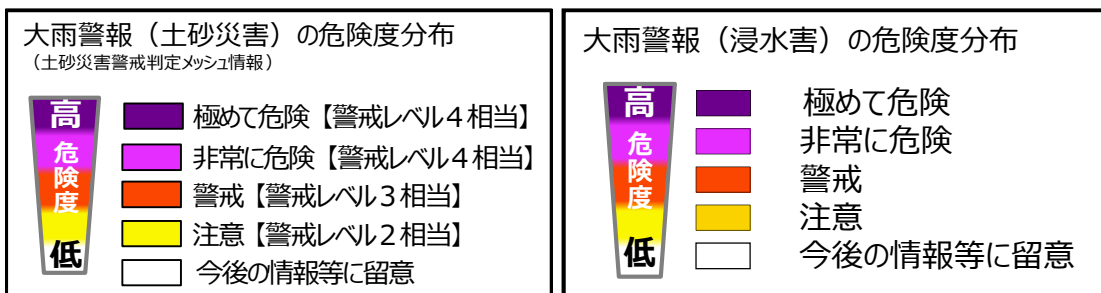 大雨警報（土砂災害）の危険度分布
（土砂災害警戒判定メッシュ情報）
高
危険度
低
極めて危険【警戒レベル４相当】
非常に危険【警戒レベル４相当】
警戒【警戒レベル３相当】
注意【警戒レベル２相当】
今後の情報等に留意
大雨警報（浸水害）の危険度分布
高
危険度
低
極めて危険
非常に危険
警戒
注意
今後の情報等に留意